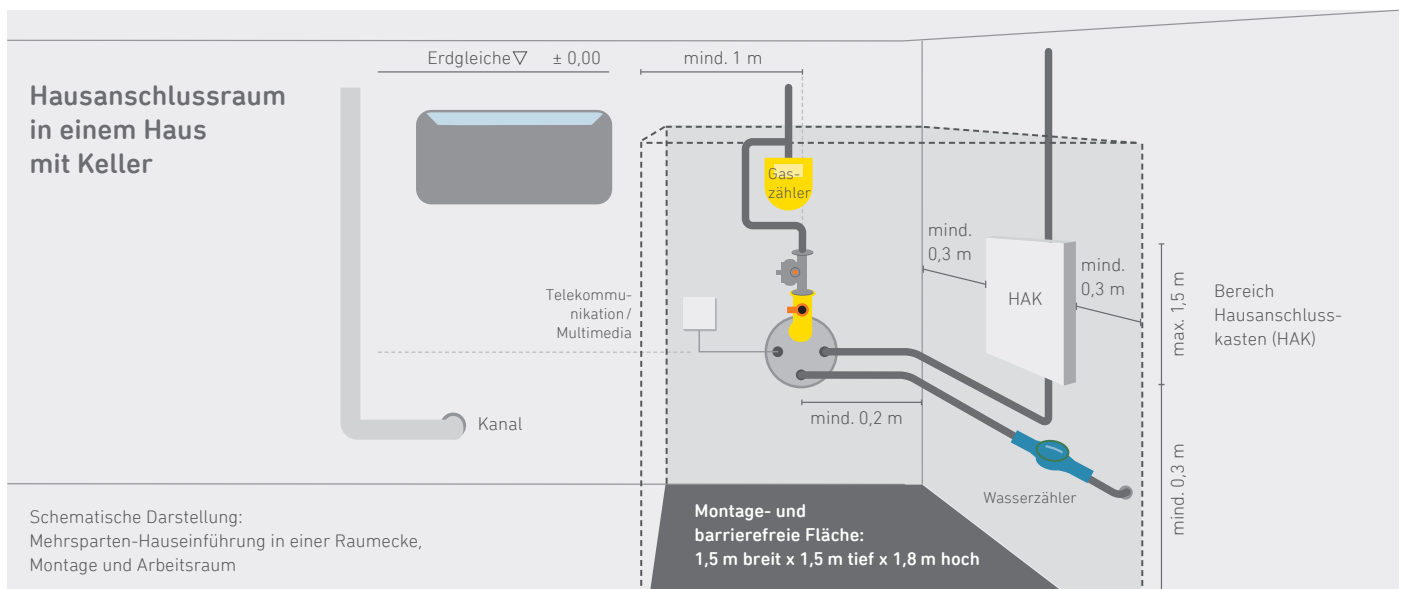 Hausanschlussraum
in einem Haus
mit Keller
Erdgleiche ▽ ± 0,00
mind. 1 m
Gas-
zähler
mind.
0,3 m
HAK
mind.
0,3 m
max. 1,5 m
Bereich
Hausanschluss-
kasten (HAK)
Telekommu-
nikation /
Multimedia
Kanal
mind. 0,2 m
Wasserzähler
mind. 0,3 m
Schematische Darstellung:
Mehrsparten-Hauseinführung in einer Raumecke,
Montage und Arbeitsraum
Montage- und
barrierefreie Fläche:
1,5 m breit x 1,5 m tief x 1,8 m hoch